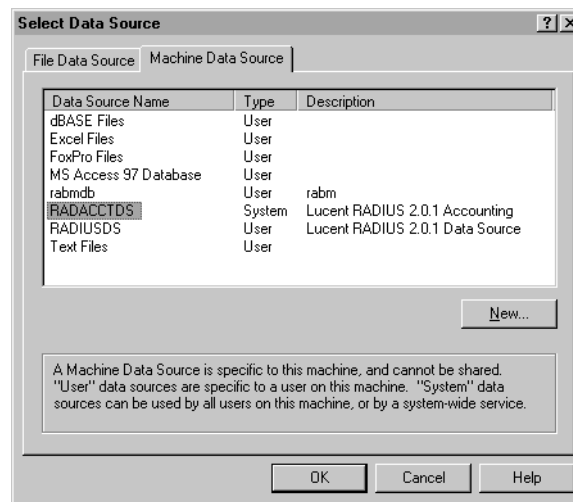 Select Data Source
File Data Source Machine Data Source
Data Source Name Type Description
dBASE Files User
Excel Files User
FoxPro Files User
MS Access 97 Database User
rabmdb User rabm
RADACCTDS System Lucent RADIUS 2.0.1 Accounting
RADIUSDS User Lucent RADIUS 2.0.1 Data Source
Text Files User
New...
A Machine Data Source is specific to this machine, and cannot be shared.
"User" data sources are specific to a user on this machine. "System" data
sources can be used by all users on this machine, or by a system-wide service.
OK Cancel Help